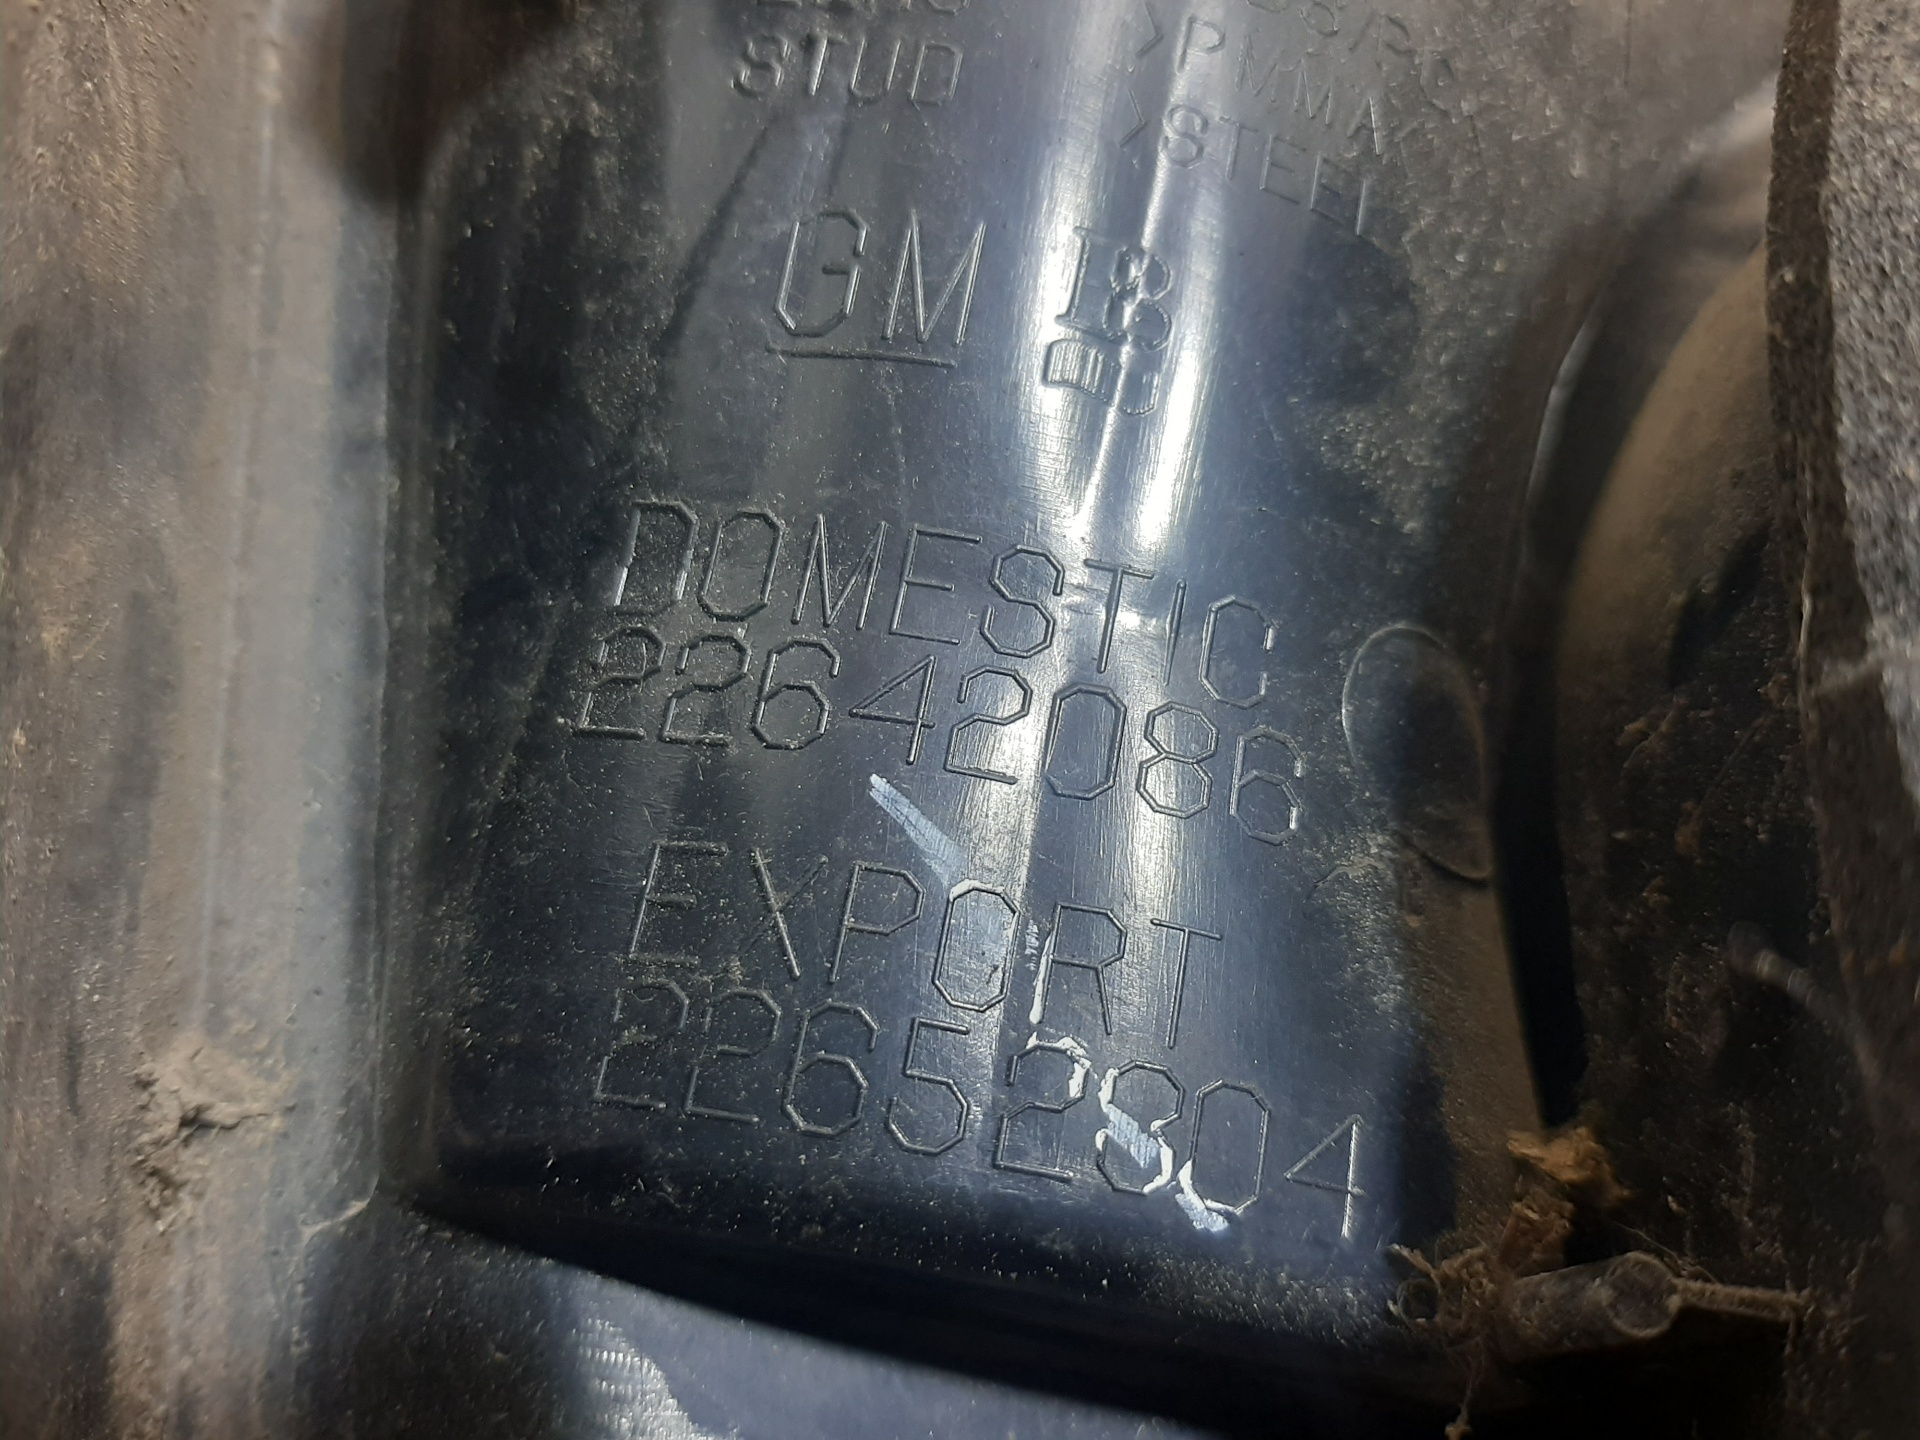 STUD
>PMMA<
>STEEL
GM
DOMESTIC
22642086
EXPORT
22652804